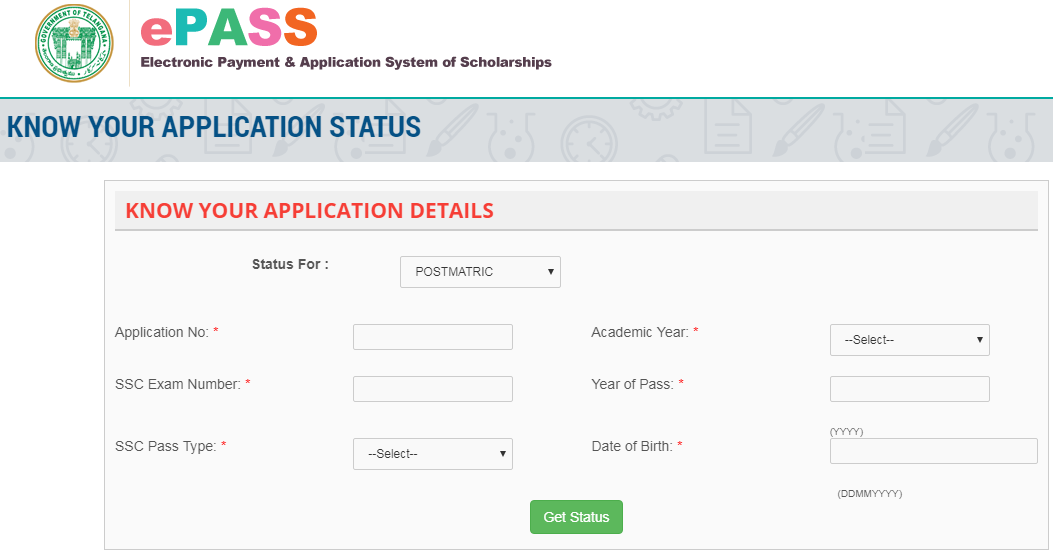 GOVERNMENT OF TELANGANA
ePASS
Electronic Payment & Application System of Scholarships
KNOW YOUR APPLICATION STATUS
KNOW YOUR APPLICATION DETAILS
Status For : POSTMATRIC
Application No: * Academic Year: * --Select--
SSC Exam Number: * Year of Pass: *
(YYYY)
SSC Pass Type: * --Select-- Date of Birth: *
(DDMMYYYY)
Get Status